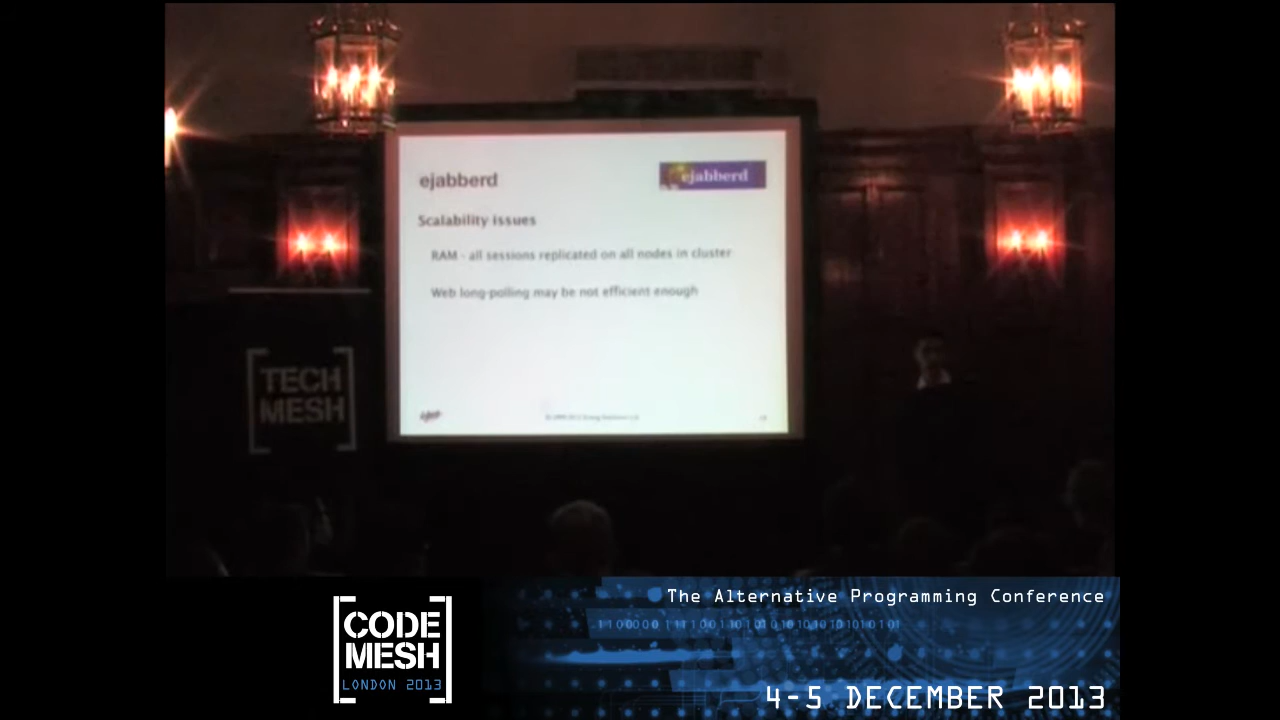 ejabberd
ejabberd
Scalability issues
RAM - all sessions replicated on all nodes in cluster
Web long-polling may be not efficient enough
TECH
MESH
CODE
MESH
LONDON 2013
The Alternative Programming Conference
4-5 DECEMBER 2013